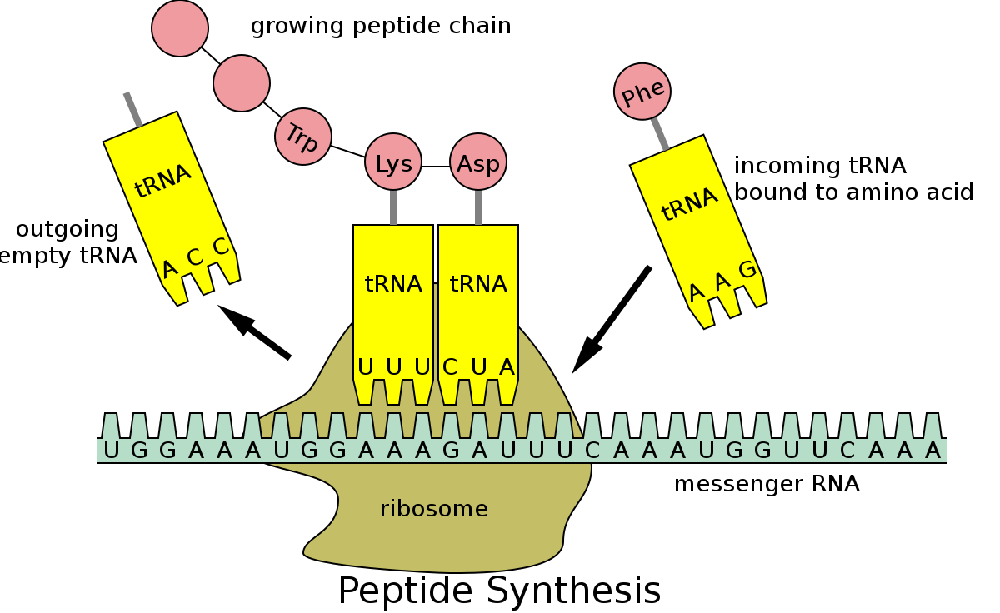 growing peptide chain
Phe
Trp
Lys
Asp
tRNA
incoming tRNA
bound to amino acid
tRNA
outgoing
empty tRNA
A C C
tRNA
tRNA
A A G
U U U
C U A
U G G A A A U G G A A A G A U U U C A A A U G G U U C A A A
messenger RNA
ribosome
Peptide Synthesis